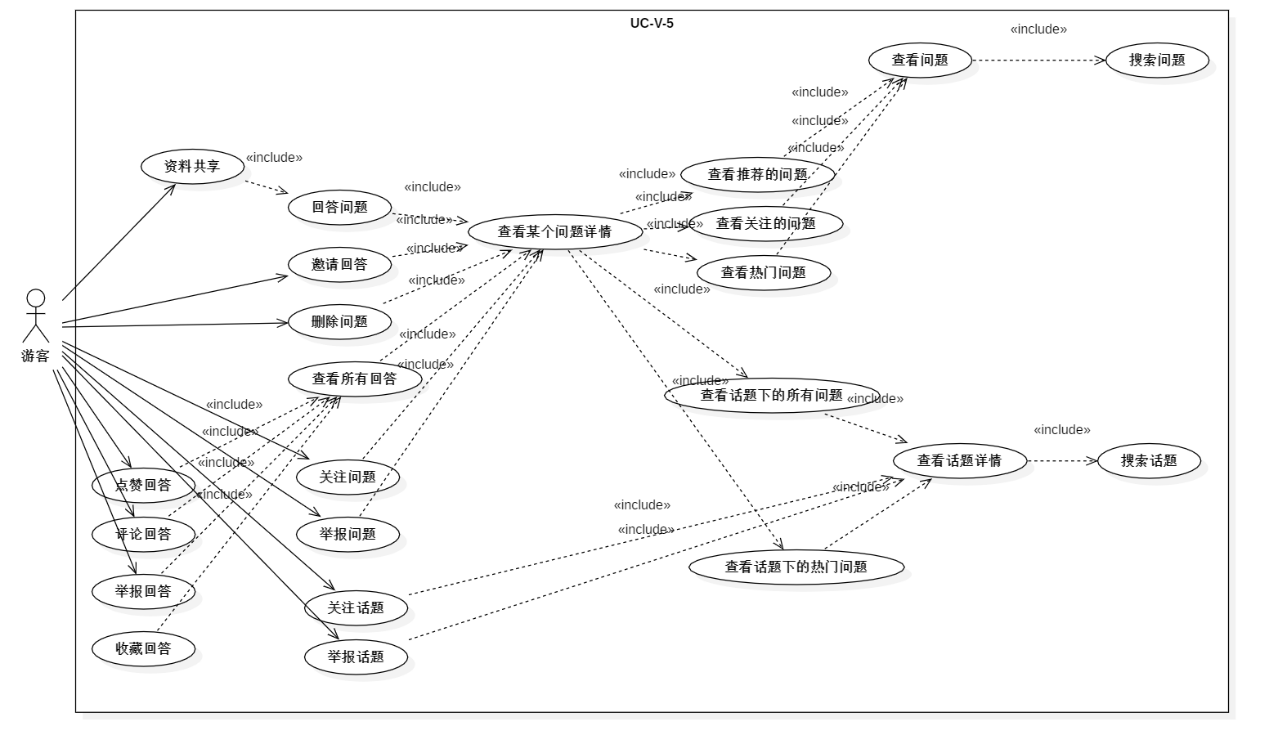 UC-V-5
«include»
查看问题
搜索问题
«include»
«include»
«include»
资料共享
«include»
«include»
查看推荐的问题
«include»
«include»
回答问题
«include»
«include»
查看关注的问题
查看某个问题详情
«include»
邀请回答
查看热门问题
«include»
«include»
删除问题
游客
«include»
«include»
查看所有回答
«include»
查看话题下的所有问题
«include»
«include»
«include»
«include»
查看话题详情
搜索话题
«include»
关注问题
点赞回答
«include»
«include»
«include»
«include»
评论回答
举报问题
查看话题下的热门问题
举报回答
关注话题
收藏回答
举报话题